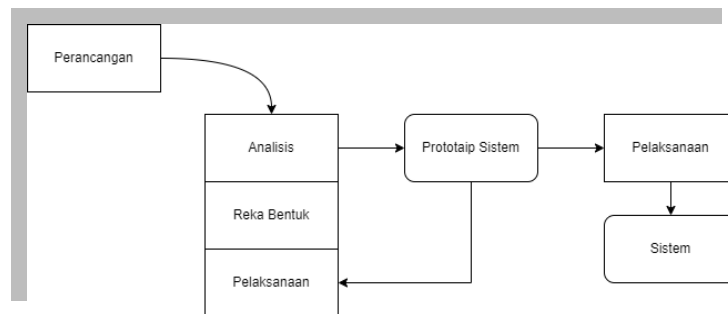 Perancangan
Analisis
Prototaip Sistem
Pelaksanaan
Reka Bentuk
Sistem
Pelaksanaan